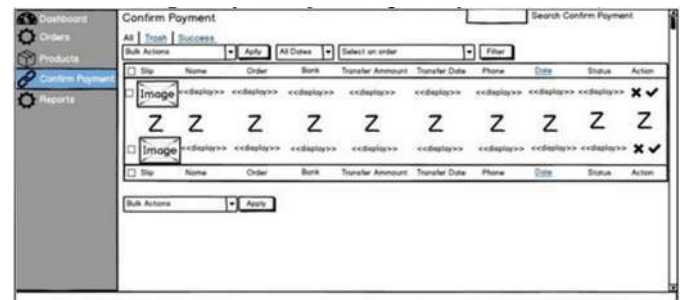 Dashboard
Orders
Products
Confirm Payment
Reports
Confirm Payment
Search Confirm Payment
All | Trash | Success
Bulk Actions Aply All Dates Select an order Filter
Slip Name Order Bank Transfer Ammount Transfer Date Phone Date Status Action
Image <<display>> <<display>> <<display>> <<display>> <<display>> <<display>> <<display>> <<display>>
Z Z Z Z Z Z Z Z Z Z
Image <<display>> <<display>> <<display>> <<display>> <<display>> <<display>> <<display>> <<display>>
Slip Name Order Bank Transfer Ammount Transfer Date Phone Date Status Action
Bulk Actions Apply